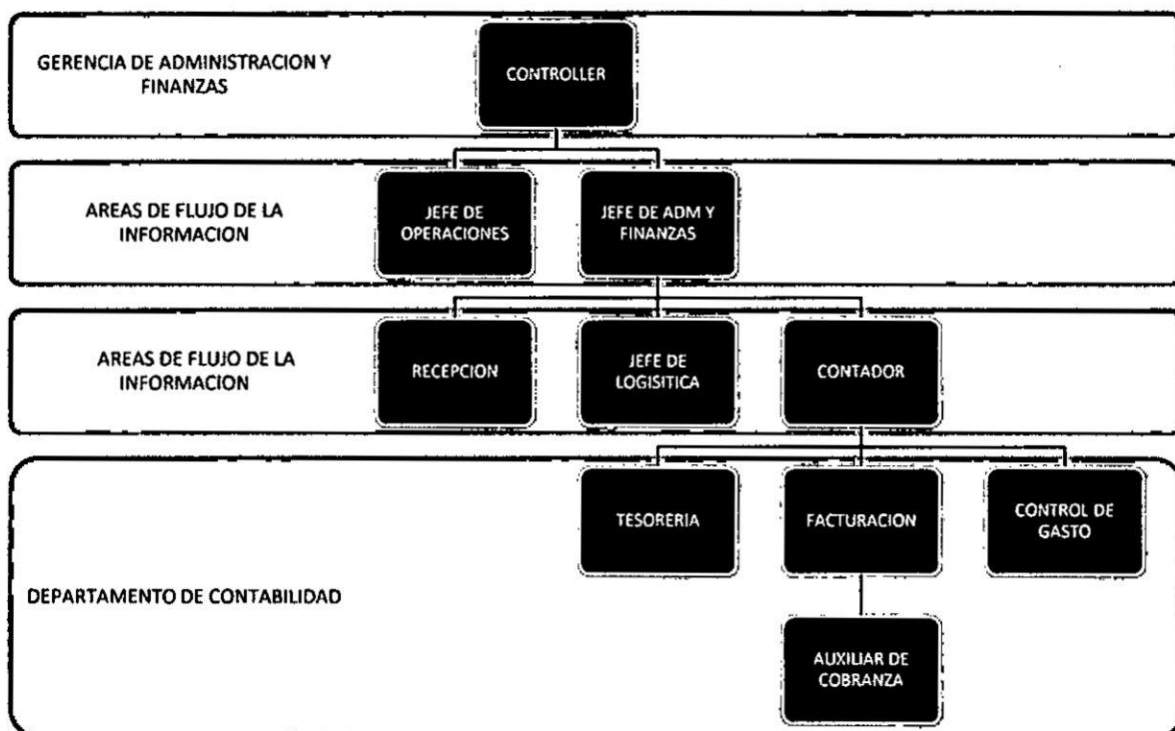 GERENCIA DE ADMINISTRACION Y
FINANZAS
CONTROLLER
AREAS DE FLUJO DE LA
INFORMACION
JEFE DE
OPERACIONES
JEFE DE ADM Y
FINANZAS
AREAS DE FLUJO DE LA
INFORMACION
RECEPCION
JEFE DE
LOGISITICA
CONTADOR
DEPARTAMENTO DE CONTABILIDAD
TESORERIA
FACTURACION
CONTROL DE
GASTO
AUXILIAR DE
COBRANZA